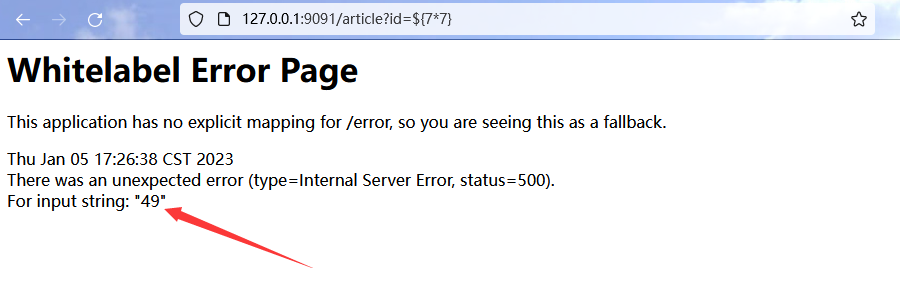 127.0.0.1:9091/article?id=${7*7}
Whitelabel Error Page
This application has no explicit mapping for /error, so you are seeing this as a fallback.
Thu Jan 05 17:26:38 CST 2023
There was an unexpected error (type=Internal Server Error, status=500).
For input string: "49"